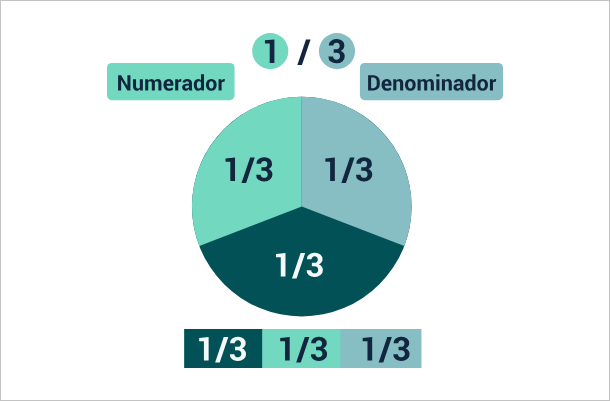 1 / 3
Numerador
Denominador
1/3
1/3
1/3
1/3 1/3 1/3